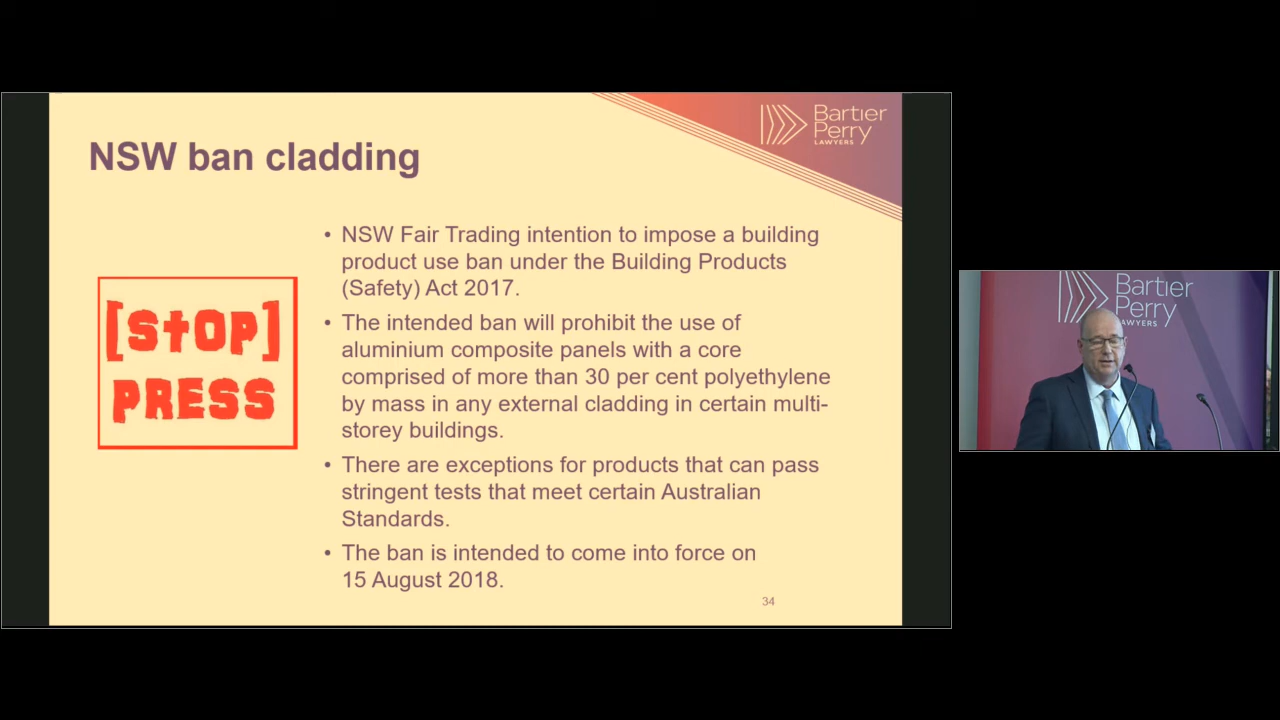 Bartier
Perry
LAWYERS
NSW ban cladding
• NSW Fair Trading intention to impose a building
product use ban under the Building Products
(Safety) Act 2017.
• The intended ban will prohibit the use of
aluminium composite panels with a core
comprised of more than 30 per cent polyethylene
by mass in any external cladding in certain multi-
storey buildings.
• There are exceptions for products that can pass
stringent tests that meet certain Australian
Standards.
• The ban is intended to come into force on
15 August 2018.
[StOP]
PRESS
34
Bartier
Perry
LAWYERS